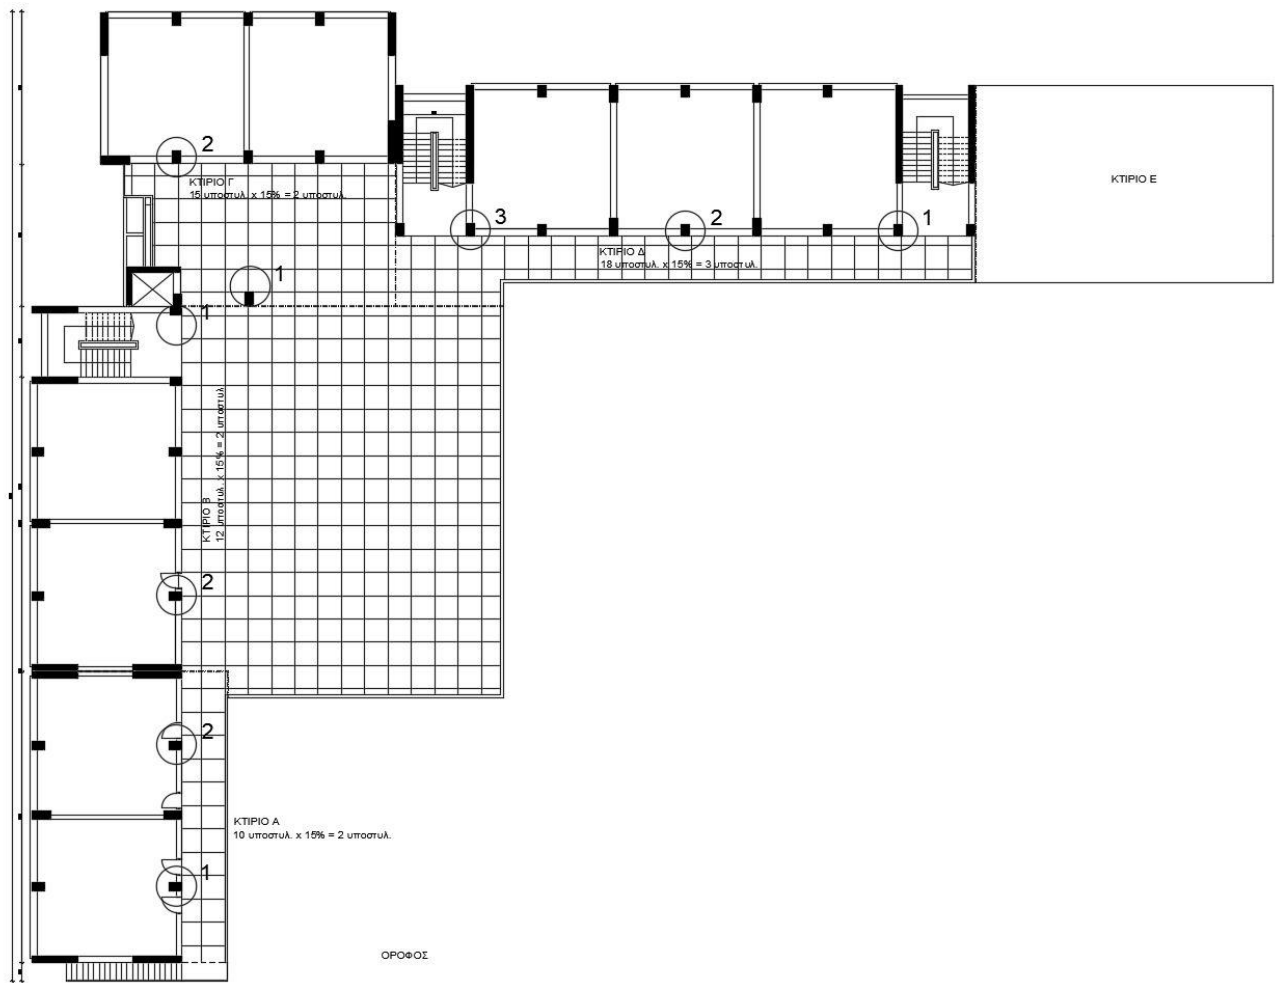 2
ΚΤΙΡΙΟ Γ
15 υποστυλ. x 15% = 2 υποστυλ.
ΚΤΙΡΙΟ Ε
3
2
1
ΚΤΙΡΙΟ Δ
18 υποστυλ. x 15% = 3 υποστυλ.
1
1
ΚΤΙΡΙΟ Β
12 υποστυλ. x 15% = 2 υποστυλ
2
2
ΚΤΙΡΙΟ Α
10 υποστυλ. x 15% = 2 υποστυλ.
1
ΟΡΟΦΟΣ